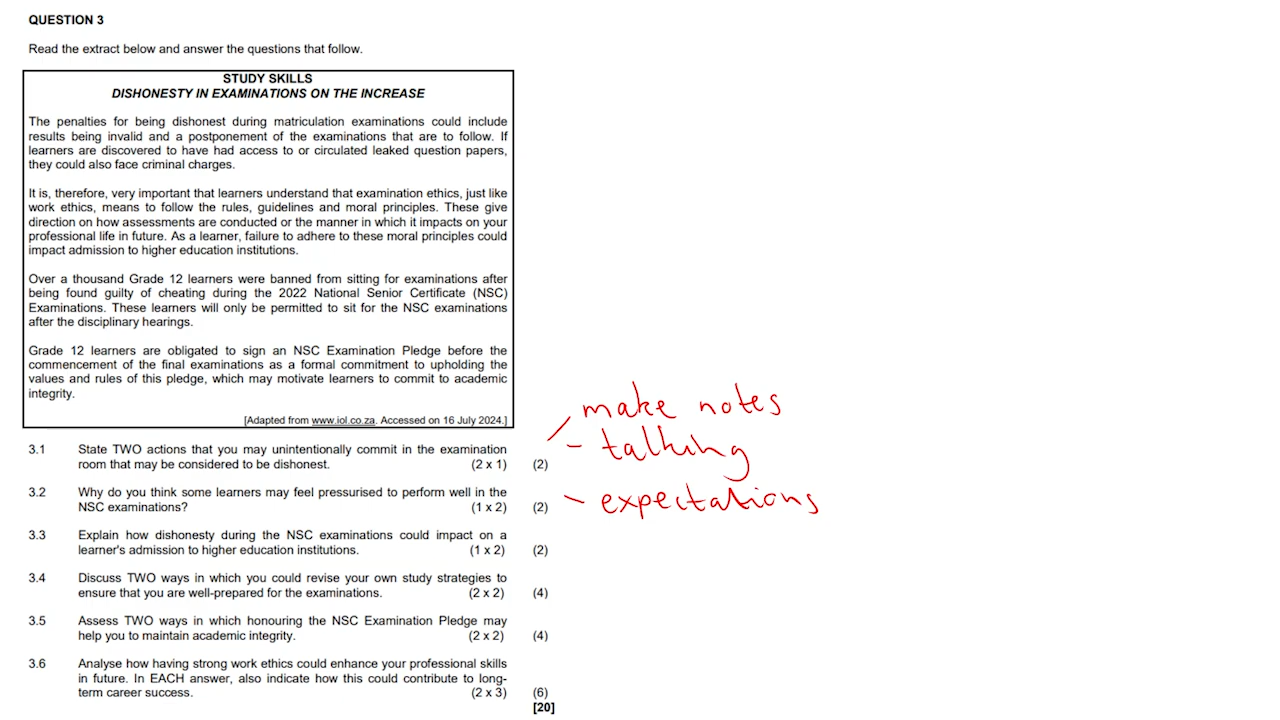 QUESTION 3
Read the extract below and answer the questions that follow.
STUDY SKILLS
DISHONESTY IN EXAMINATIONS ON THE INCREASE
The penalties for being dishonest during matriculation examinations could include
results being invalid and a postponement of the examinations that are to follow. If
learners are discovered to have had access to or circulated leaked question papers,
they could also face criminal charges.
It is, therefore, very important that learners understand that examination ethics, just like
work ethics, means to follow the rules, guidelines and moral principles. These give
direction on how assessments are conducted or the manner in which it impacts on your
professional life in future. As a learner, failure to adhere to these moral principles could
impact admission to higher education institutions.
Over a thousand Grade 12 learners were banned from sitting for examinations after
being found guilty of cheating during the 2022 National Senior Certificate (NSC)
Examinations. These learners will only be permitted to sit for the NSC examinations
after the disciplinary hearings.
Grade 12 learners are obligated to sign an NSC Examination Pledge before the
commencement of the final examinations as a formal commitment to upholding the
values and rules of this pledge, which may motivate learners to commit to academic
integrity.
[Adapted from www.iol.co.za. Accessed on 16 July 2024.]
make notes
3.1 State TWO actions that you may unintentionally commit in the examination
room that may be considered to be dishonest. (2 x 1) (2)
- talking
3.2 Why do you think some learners may feel pressurised to perform well in the
NSC examinations? (1 x 2) (2)
- expectations
3.3 Explain how dishonesty during the NSC examinations could impact on a
learner's admission to higher education institutions. (1 x 2) (2)
3.4 Discuss TWO ways in which you could revise your own study strategies to
ensure that you are well-prepared for the examinations. (2 x 2) (4)
3.5 Assess TWO ways in which honouring the NSC Examination Pledge may
help you to maintain academic integrity. (2 x 2) (4)
3.6 Analyse how having strong work ethics could enhance your professional skills
in future. In EACH answer, also indicate how this could contribute to long-
term career success. (2 x 3) (6)
[20]